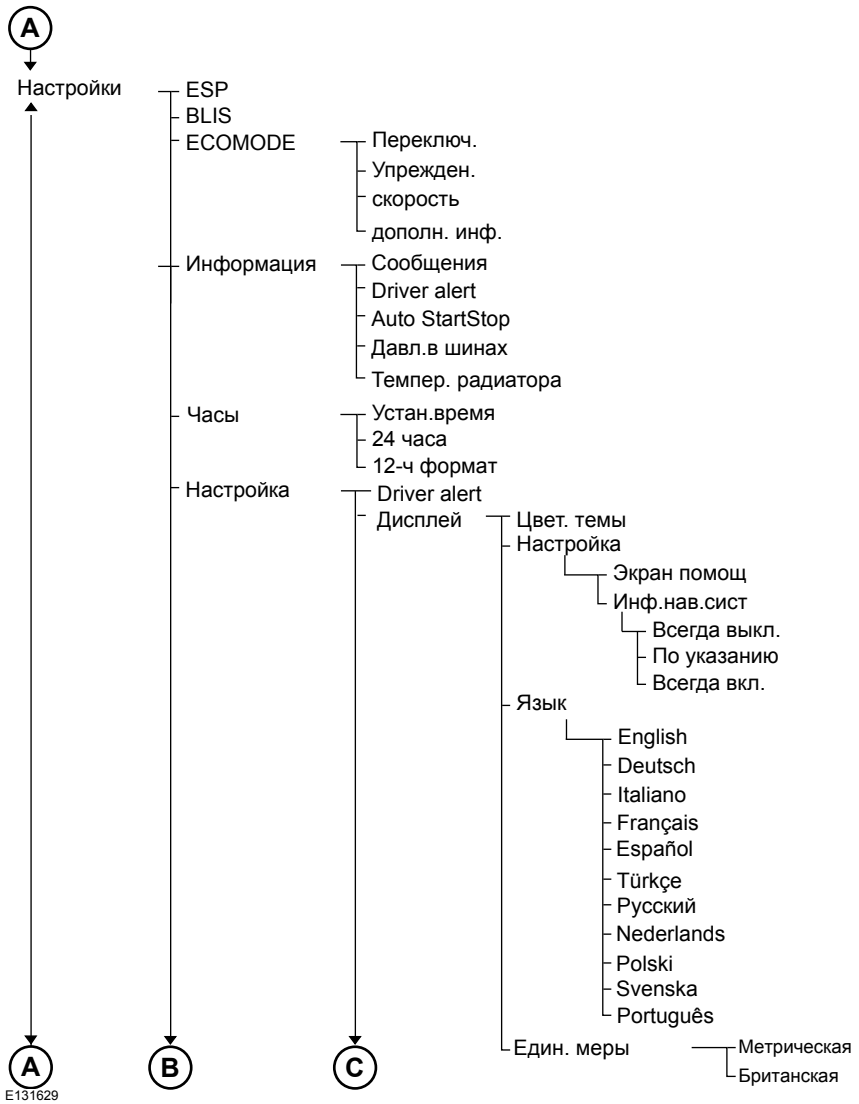 A
Настройки
ESP
BLIS
ECOMODE
Переключ.
Упрежден.
скорость
дополн. инф.
Информация
Сообщения
Driver alert
Auto StartStop
Давл.в шинах
Темпер. радиатора
Часы
Устан.время
24 часа
12-ч формат
Настройка
Driver alert
Дисплей
Цвет. темы
Настройка
Экран помощ
Инф.нав.сист
Всегда выкл.
По указанию
Всегда вкл.
Язык
English
Deutsch
Italiano
Français
Español
Türkçe
Русский
Nederlands
Polski
Svenska
Português
Един. меры
Метрическая
Британская
A
B
C
E131629